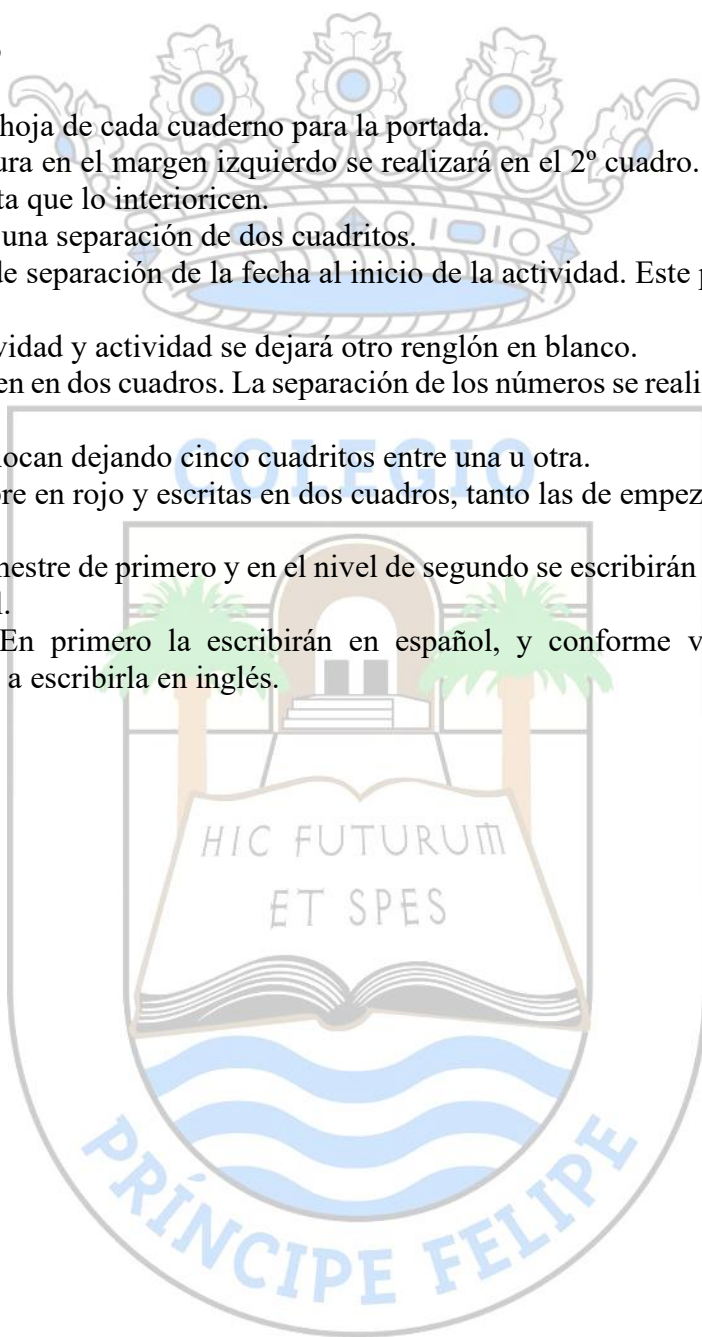 hoja de cada cuaderno para la portada.
ura en el margen izquierdo se realizará en el 2º cuadro.
ta que lo interioricen.
una separación de dos cuadritos.
de separación de la fecha al inicio de la actividad. Este p
vidad y actividad se dejará otro renglón en blanco.
en en dos cuadros. La separación de los números se reali
locan dejando cinco cuadritos entre una u otra.
bre en rojo y escritas en dos cuadros, tanto las de empez
nestre de primero y en el nivel de segundo se escribirán
l.
En primero la escribirán en español, y conforme v
a escribirla en inglés.
COLEGIO
HIC FUTURUM
ET SPES
PRÍNCIPE FELIPE